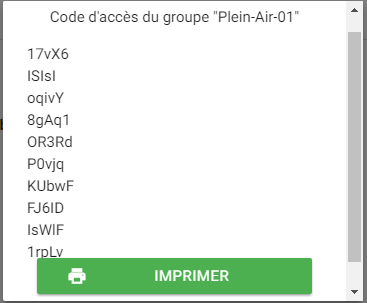 Code d'accès du groupe "Plein-Air-01"
17vX6
ISIsI
oqivY
8gAq1
OR3Rd
P0vjq
KUbwF
FJ6ID
IsWIF
1rpLv
IMPRIMER